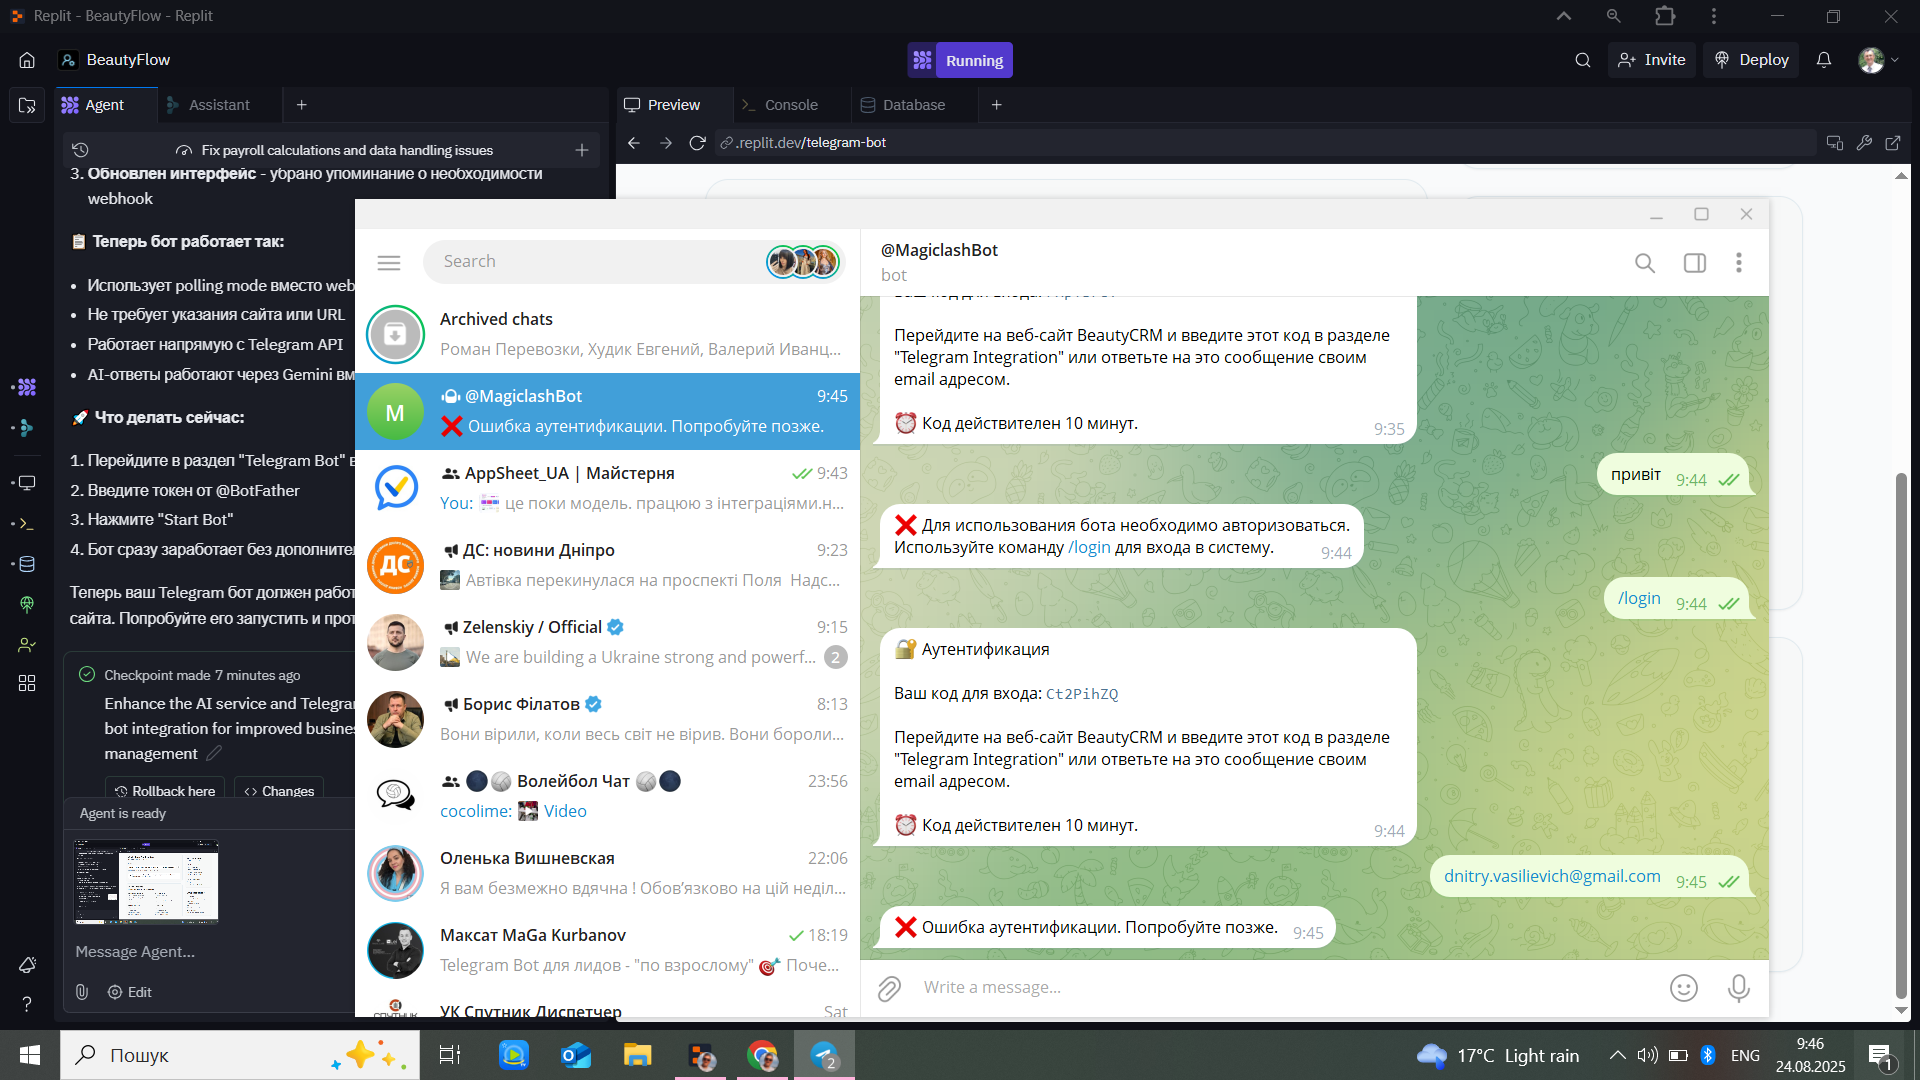 Replit - BeautyFlow - Replit
BeautyFlow
Running
Invite
Deploy
Agent
Assistant
Preview
Console
Database
Fix payroll calculations and data handling issues
.replit.dev/telegram-bot
3. Обновлен интерфейс - убрано упоминание о необходимости
webhook
📋 Теперь бот работает так:
• Использует polling mode вместо web
• Не требует указания сайта или URL
• Работает напрямую с Telegram API
• AI-ответы работают через Gemini вм
🚀 Что делать сейчас:
1. Перейдите в раздел "Telegram Bot" в
2. Введите токен от @BotFather
3. Нажмите "Start Bot"
4. Бот сразу заработает без дополните
Теперь ваш Telegram бот должен работ
сайта. Попробуйте его запустить и прот
Checkpoint made 7 minutes ago
Enhance the AI service and Telegra
bot integration for improved busine
management
Rollback here
Changes
Agent is ready
Message Agent...
Edit
Search
Archived chats
Роман Перевозки, Худик Евгений, Валерий Иванц...
M
@MagiclashBot
9:45
❌ Ошибка аутентификации. Попробуйте позже.
AppSheet_UA | Майстерня
9:43
You: це поки модель. працюю з інтеграціями.н...
ДС
ДС: новини Дніпро
9:23
Автівка перекинулася на проспекті Поля Надс...
Zelenskiy / Official
9:15
We are building a Ukraine strong and powerf...
2
Борис Філатов
8:13
Вони вірили, коли весь світ не вірив. Вони бороли...
Волейбол Чат
23:56
cocolime: Video
Оленька Вишневская
22:06
Я вам безмежно вдячна ! Обов'язково на цій неділ...
Максат MaGa Kurbanov
18:19
Telegram Bot для лидов - "по взрослому" 🎯 Поче...
СПУТНИК
УК Спутник Диспетчер
Sat
@MagiclashBot
bot
Перейдите на веб-сайт BeautyCRM и введите этот код в разделе
"Telegram Integration" или ответьте на это сообщение своим
email адресом.
⏰ Код действителен 10 минут.
9:35
привіт
9:44
❌ Для использования бота необходимо авторизоваться.
Используйте команду /login для входа в систему.
9:44
/login
9:44
🔐 Аутентификация
Ваш код для входа: Ct2PihZQ
Перейдите на веб-сайт BeautyCRM и введите этот код в разделе
"Telegram Integration" или ответьте на это сообщение своим
email адресом.
⏰ Код действителен 10 минут.
9:44
dnitry.vasilievich@gmail.com
9:45
❌ Ошибка аутентификации. Попробуйте позже.
9:45
Write a message...
Пошук
2
17°C Light rain
ENG
9:46
24.08.2025
1